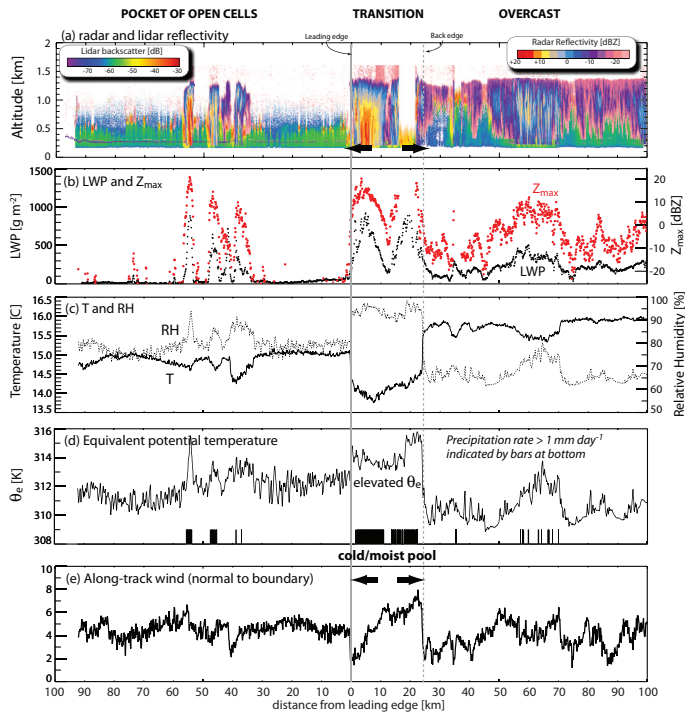 POCKET OF OPEN CELLS TRANSITION OVERCAST
Leading edge Back edge
(a) radar and lidar reflectivity
Lidar backscatter [dB]
-70 -60 -50 -40 -30
Radar Reflectivity [dBZ]
+20 +10 0 -10 -20
Altitude [km]
2.0
1.5
1.0
0.5
0
(b) LWP and Zmax
LWP [g m-2]
1500
1000
500
0
Zmax
LWP
Zmax [dBZ]
20
10
0
-10
-20
(c) T and RH
Temperature [C]
16.5
16.0
15.5
15.0
14.5
14.0
13.5
RH
T
Relative Humidity [%]
100
90
80
70
60
50
(d) Equivalent potential temperature
θe [K]
316
314
312
310
308
elevated θe
Precipitation rate > 1 mm day-1
indicated by bars at bottom
cold/moist pool
(e) Along-track wind (normal to boundary)
10
8
6
4
2
0
100 90 80 70 60 50 40 30 20 10 0 10 20 30 40 50 60 70 80 90 100
distance from leading edge [km]